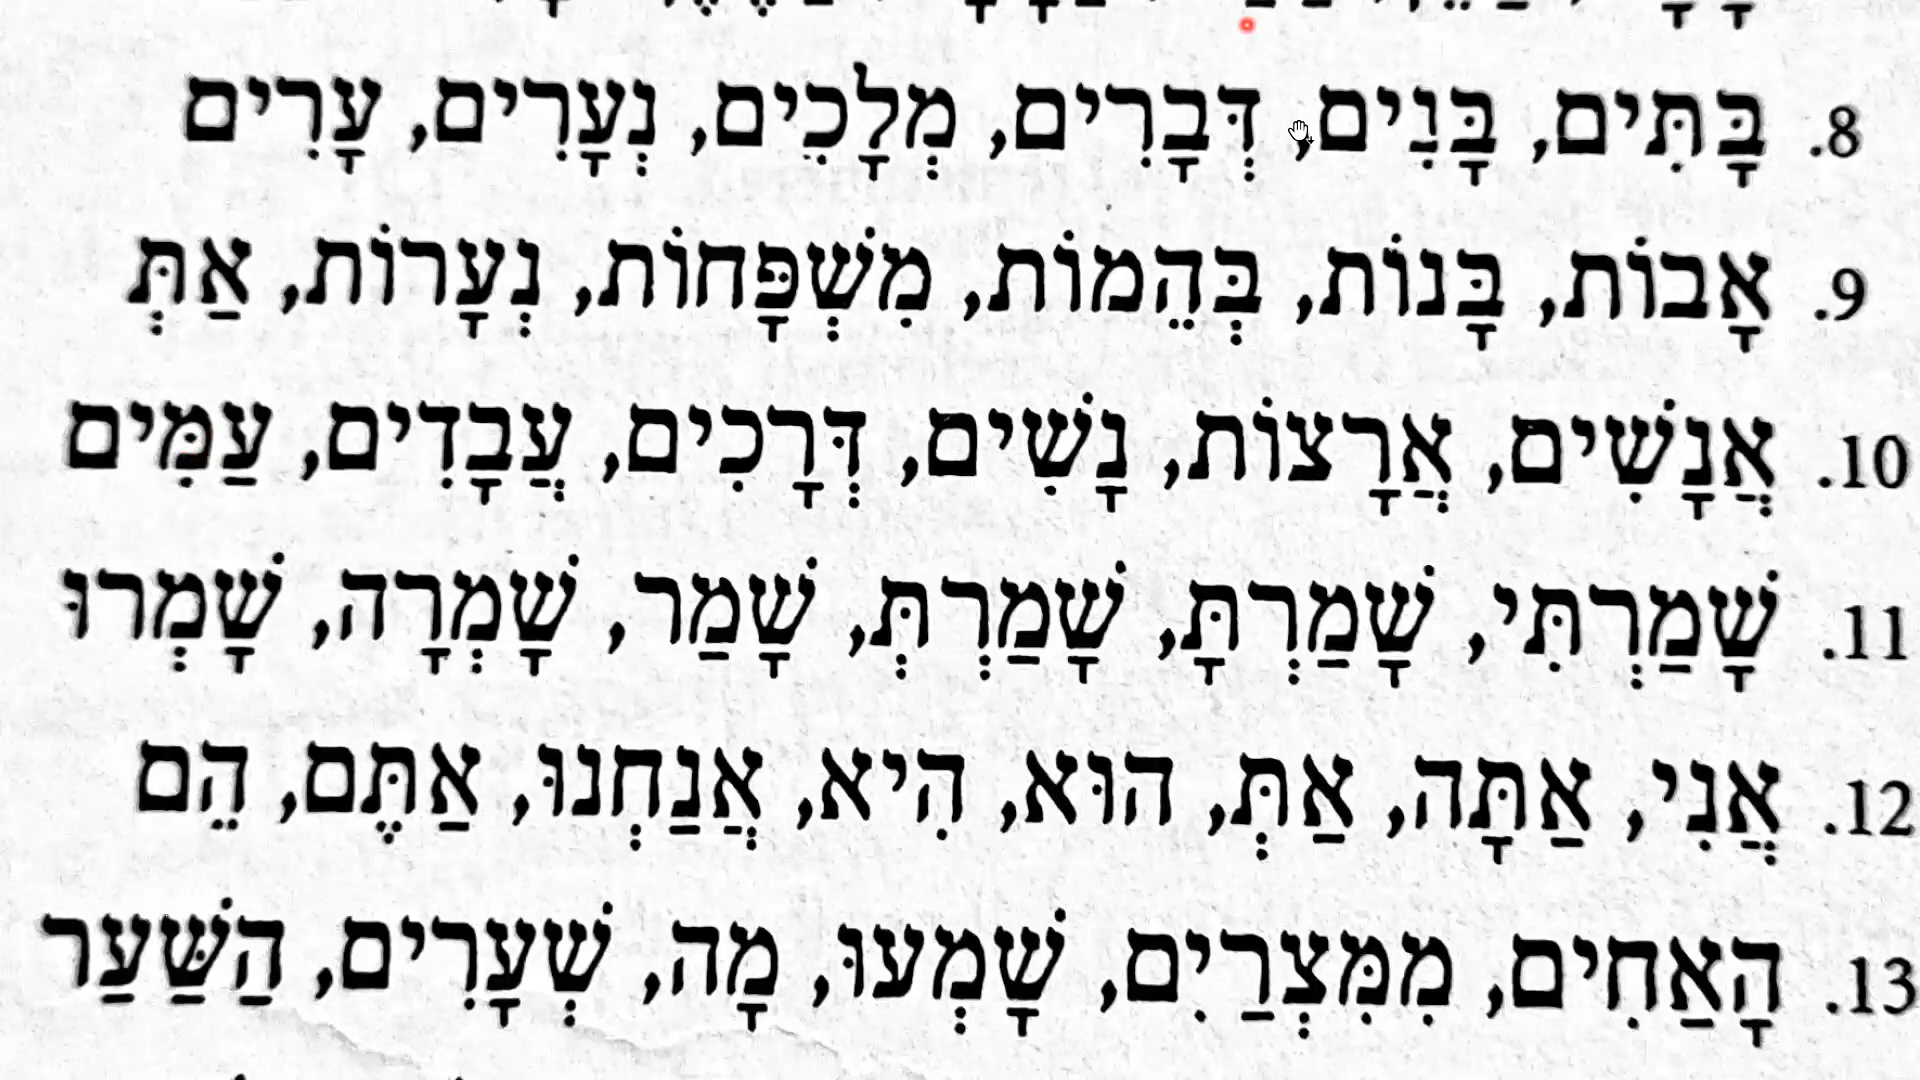 8. בָּתִּים, בָּנִים, דְּבָרִים, מְלָכִים, נְעָרִים, עָרִים
9. אָבוֹת, בָּנוֹת, בְּהֵמוֹת, מִשְׁפָּחוֹת, נְעָרוֹת, אַתְּ
10. אֲנָשִׁים, אֲרָצוֹת, נָשִׁים, דְּרָכִים, עֲבָדִים, עַמִּים
11. שָׁמַרְתִּי, שָׁמַרְתָּ, שָׁמַרְתְּ, שָׁמַר, שָׁמְרָה, שָׁמְרוּ
12. אֲנִי, אַתָּה, אַתְּ, הוּא, הִיא, אֲנַחְנוּ, אַתֶּם, הֵם
13. הָאַחִים, מִמִּצְרַיִם, שָׁמְעוּ, מָה, שְׁעָרִים, הַשַּׁעַר